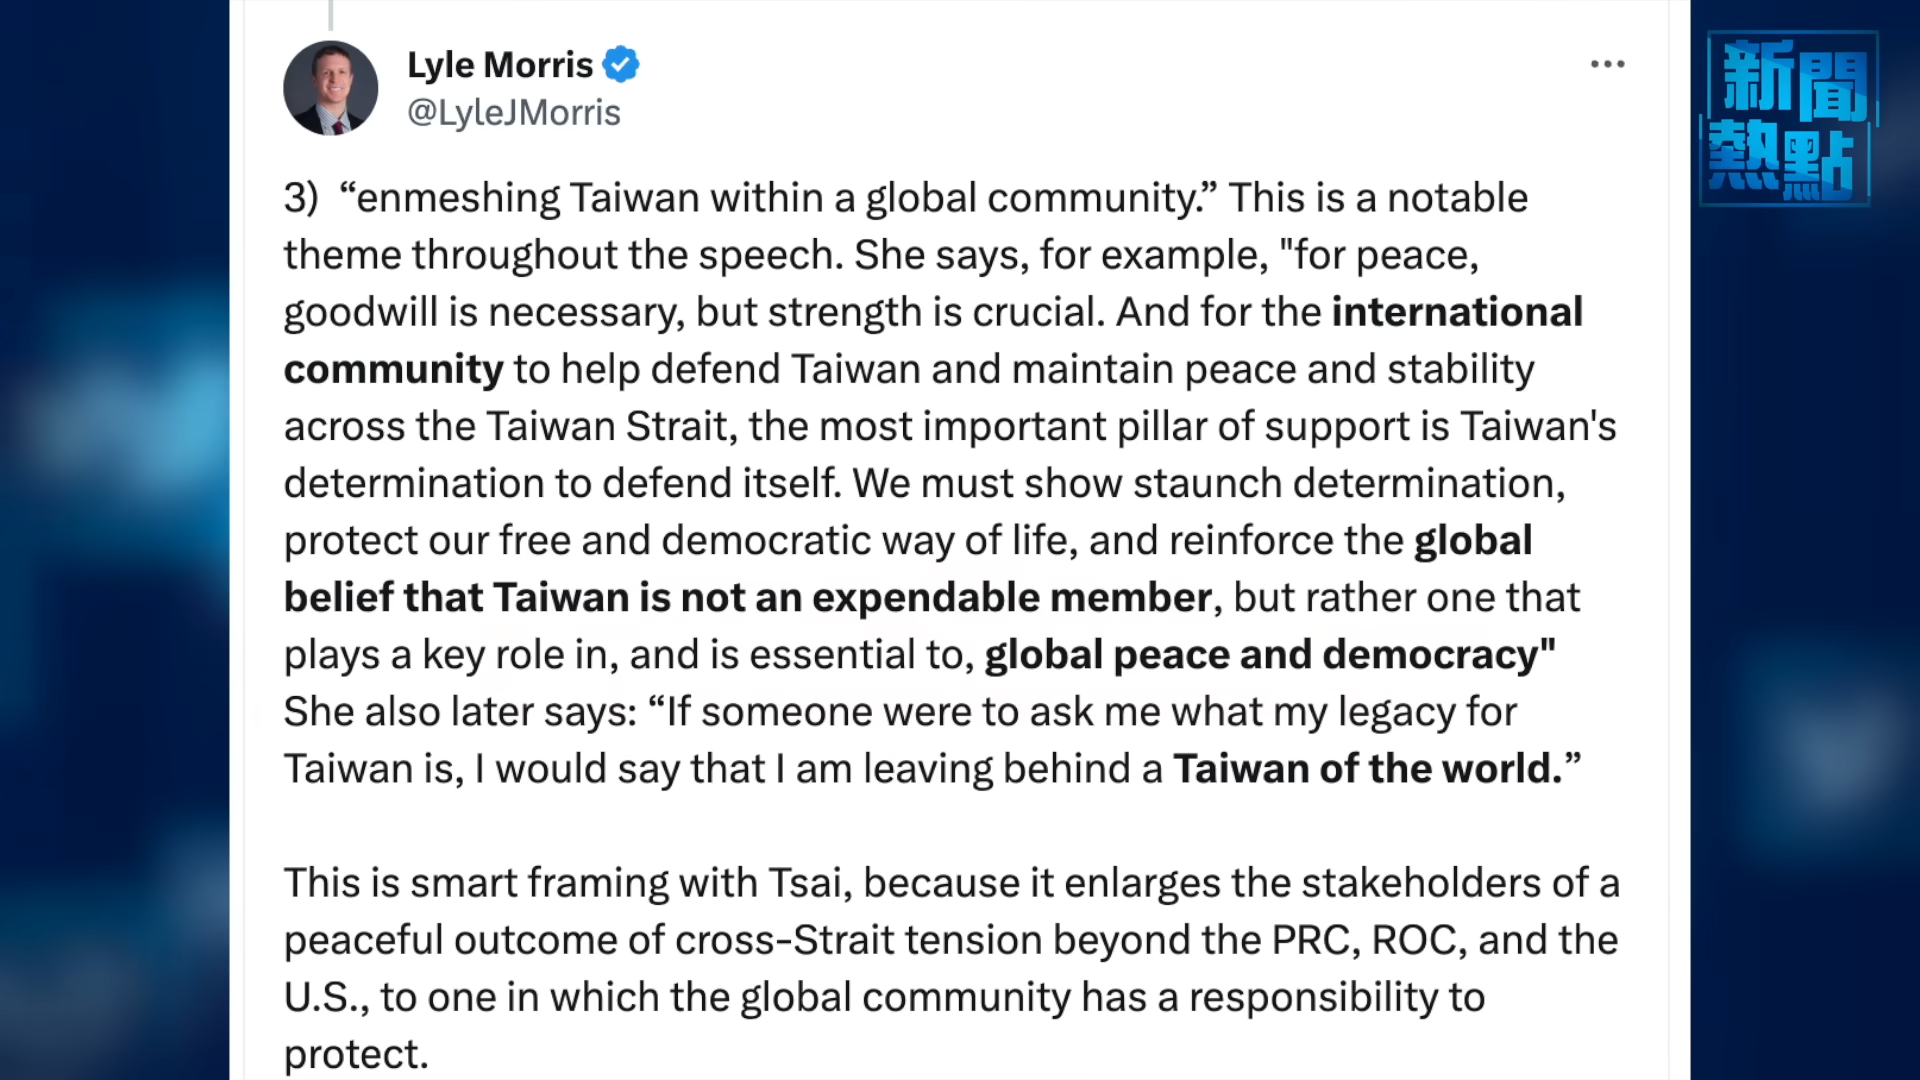 Lyle Morris
@LyleJMorris
3) “enmeshing Taiwan within a global community.” This is a notable
theme throughout the speech. She says, for example, "for peace,
goodwill is necessary, but strength is crucial. And for the international
community to help defend Taiwan and maintain peace and stability
across the Taiwan Strait, the most important pillar of support is Taiwan's
determination to defend itself. We must show staunch determination,
protect our free and democratic way of life, and reinforce the global
belief that Taiwan is not an expendable member, but rather one that
plays a key role in, and is essential to, global peace and democracy"
She also later says: “If someone were to ask me what my legacy for
Taiwan is, I would say that I am leaving behind a Taiwan of the world.”
This is smart framing with Tsai, because it enlarges the stakeholders of a
peaceful outcome of cross-Strait tension beyond the PRC, ROC, and the
U.S., to one in which the global community has a responsibility to
protect.
新聞
熱點